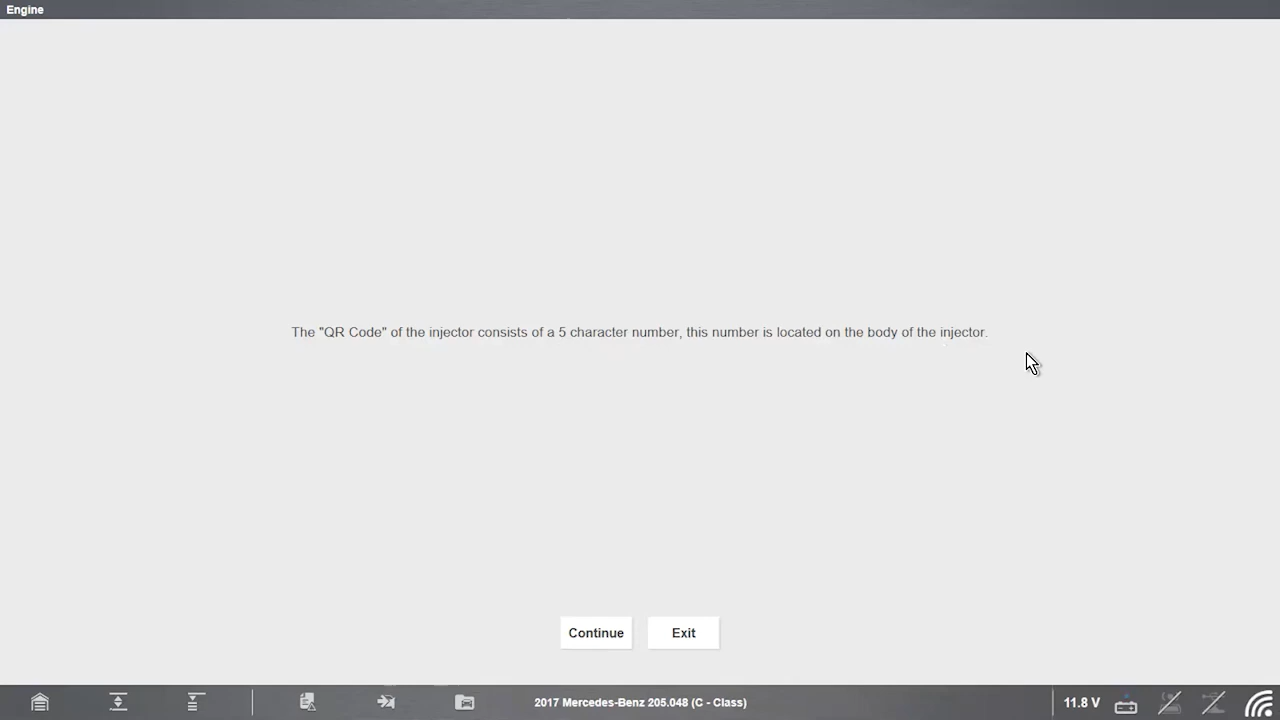 Engine
The "QR Code" of the injector consists of a 5 character number, this number is located on the body of the injector.
Continue
Exit
2017 Mercedes-Benz 205.048 (C - Class)
11.8 V